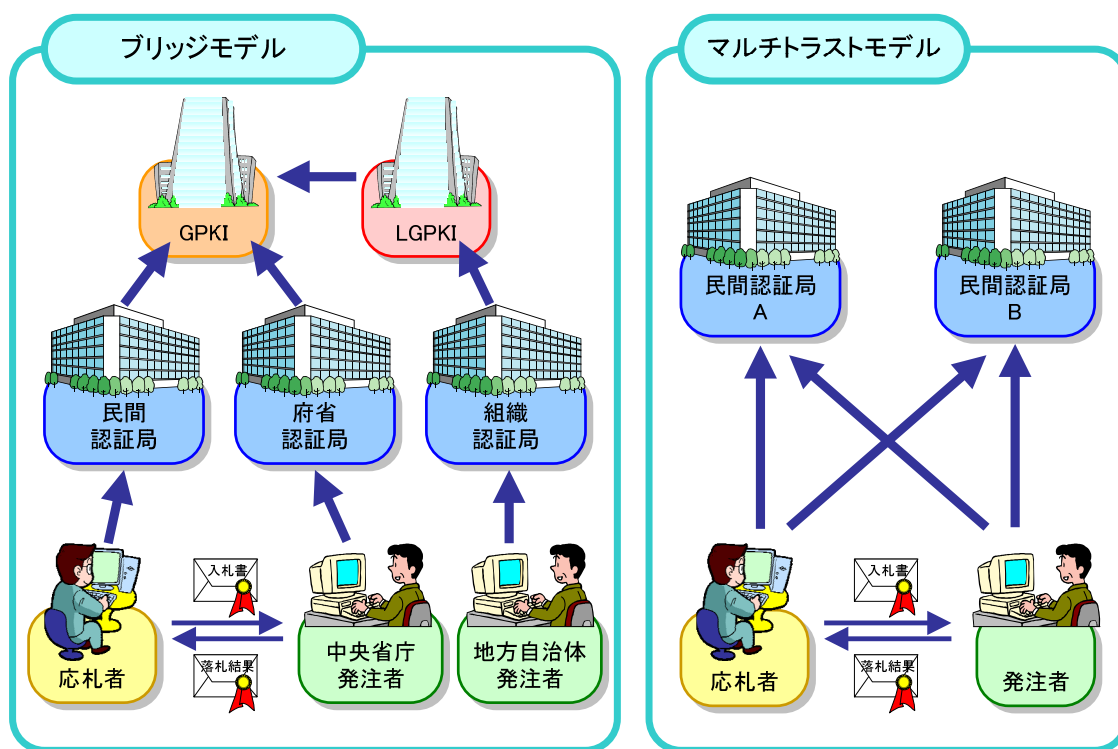 ブリッジモデル
マルチトラストモデル
GPKI
LGPKI
民間認証局
A
民間認証局
B
民間
認証局
府省
認証局
組織
認証局
入札書
落札結果
応札者
中央省庁
発注者
地方自治体
発注者
入札書
落札結果
応札者
発注者